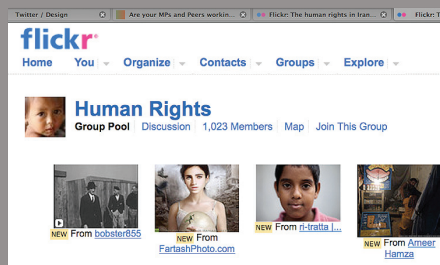 Twitter / Design
Are your MPs and Peers workin...
Flickr: The human rights in Iran...
Flickr: T
flickr
Home You Organize Contacts Groups Explore
Human Rights
Group Pool Discussion 1,023 Members Map Join This Group
NEW From bobster855
NEW From FartashPhoto.com
NEW From ri-tratta |...
NEW From Ameer Hamza